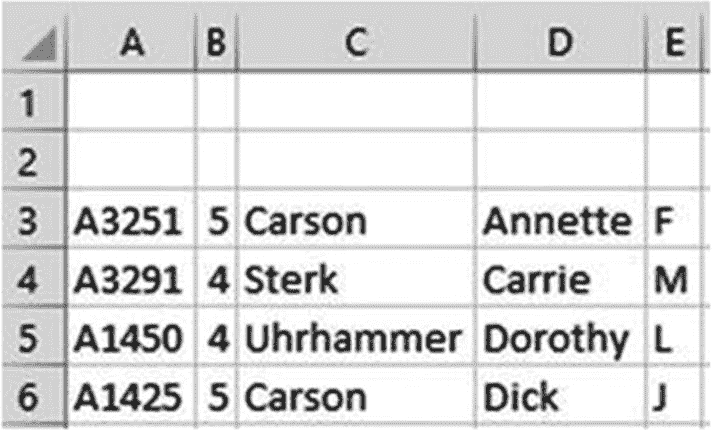 A B C D E
1
2
3 A3251 5 Carson Annette F
4 A3291 4 Sterk Carrie M
5 A1450 4 Uhrhammer Dorothy L
6 A1425 5 Carson Dick J